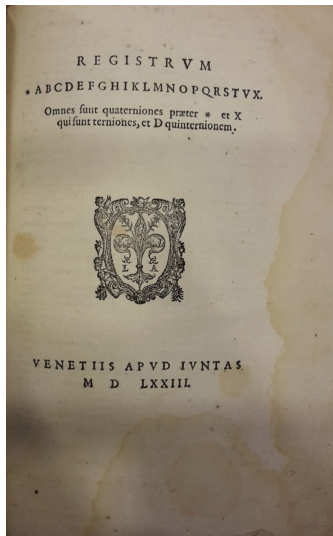 REGISTRVM
* ABCDEFGHIKLMNOPQRSTVX.
Omnes sunt quaterniones præter * et X
qui sunt terniones, et D quinternionem.
L A
VENETIIS APVD IVNTAS
M D LXXIII.